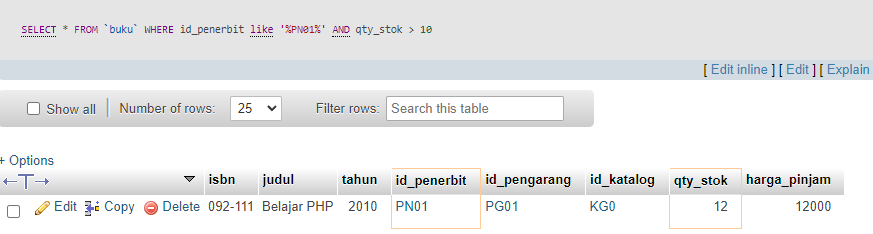 SELECT * FROM `buku` WHERE id_penerbit like '%PN01%' AND qty_stok > 10
[ Edit inline ] [ Edit ] [ Explain
Show all Number of rows: 25 Filter rows: Search this table
+ Options
←T→ isbn judul tahun id_penerbit id_pengarang id_katalog qty_stok harga_pinjam
Edit Copy Delete 092-111 Belajar PHP 2010 PN01 PG01 KG0 12 12000